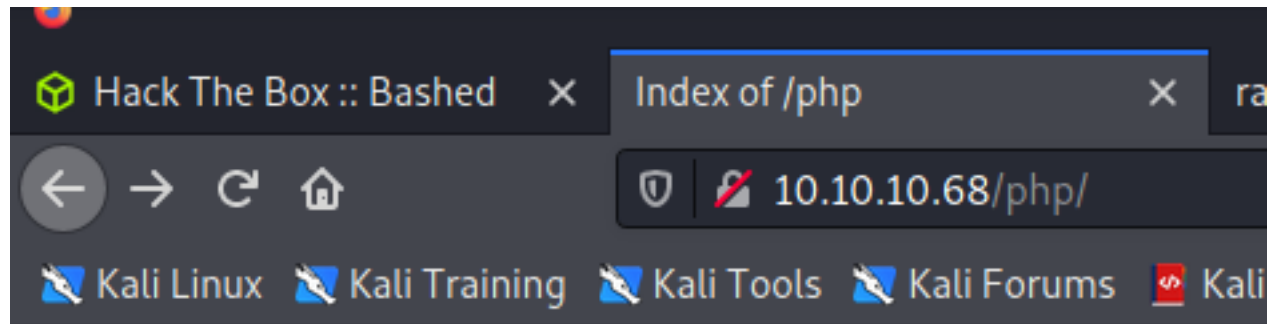 Hack The Box :: Bashed Index of /php ra
10.10.10.68/php/
Kali Linux Kali Training Kali Tools Kali Forums Kali